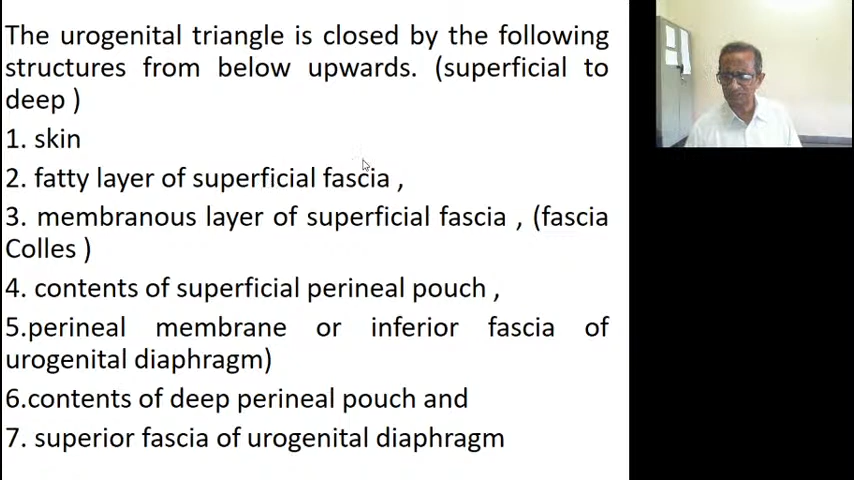 The urogenital triangle is closed by the following
structures from below upwards. (superficial to
deep )
1. skin
2. fatty layer of superficial fascia ,
3. membranous layer of superficial fascia , (fascia
Colles )
4. contents of superficial perineal pouch ,
5.perineal membrane or inferior fascia of
urogenital diaphragm)
6.contents of deep perineal pouch and
7. superior fascia of urogenital diaphragm